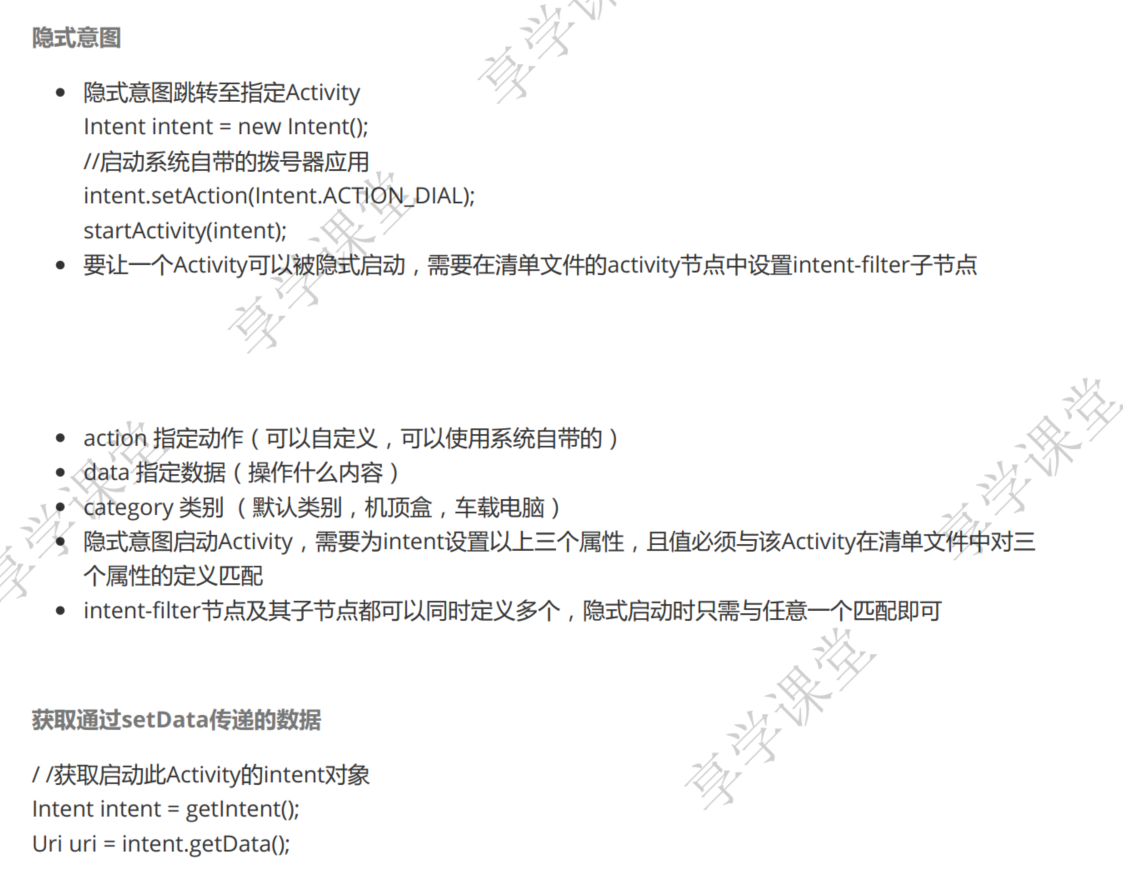 隐式意图
• 隐式意图跳转至指定Activity
Intent intent = new Intent();
//启动系统自带的拨号器应用
intent.setAction(Intent.ACTION_DIAL);
startActivity(intent);
• 要让一个Activity可以被隐式启动，需要在清单文件的activity节点中设置intent-filter子节点
• action 指定动作（可以自定义，可以使用系统自带的）
• data 指定数据（操作什么内容）
• category 类别 （默认类别，机顶盒，车载电脑）
• 隐式意图启动Activity，需要为intent设置以上三个属性，且值必须与该Activity在清单文件中对三
个属性的定义匹配
• intent-filter节点及其子节点都可以同时定义多个，隐式启动时只需与任意一个匹配即可
获取通过setData传递的数据
/ /获取启动此Activity的intent对象
Intent intent = getIntent();
Uri uri = intent.getData();
享学课堂
享学课堂
享学课堂
享学课堂
享学课堂